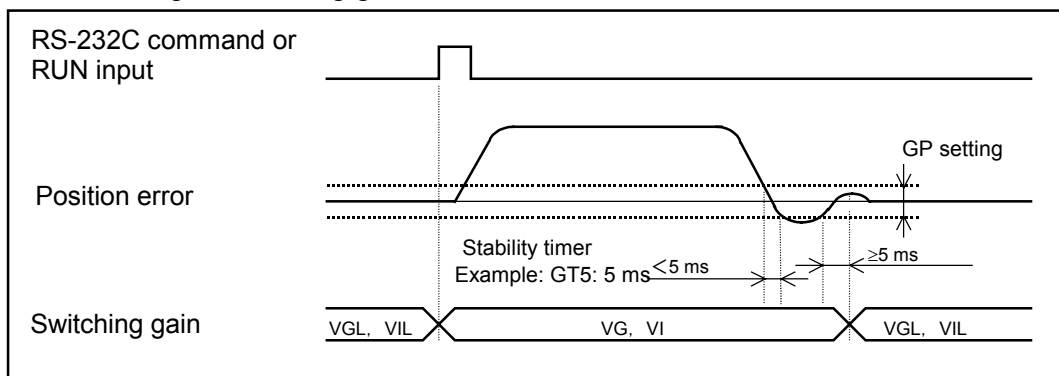 RS-232C command or
RUN input
GP setting
Position error
Stability timer
Example: GT5: 5 ms
<5 ms
≥5 ms
Switching gain
VGL, VIL
VG, VI
VGL, VIL